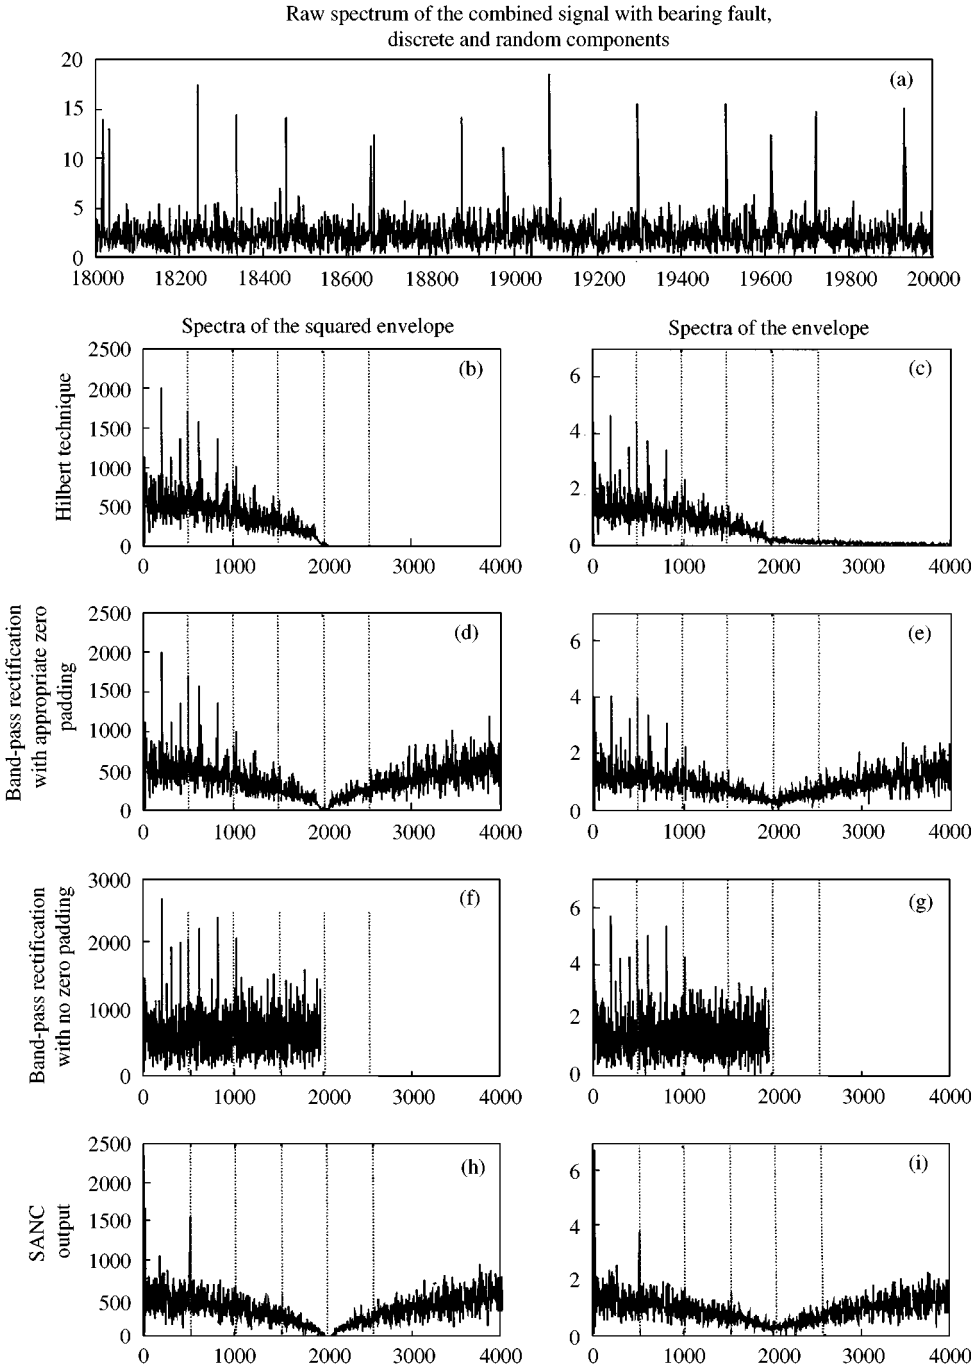 Raw spectrum of the combined signal with bearing fault,
discrete and random components
(a)
20
15
10
5
0
18000 18200 18400 18600 18800 19000 19200 19400 19600 19800 20000
Spectra of the squared envelope
Spectra of the envelope
Hilbert technique
(b)
2500
2000
1500
1000
500
0
0 1000 2000 3000 4000
(c)
6
4
2
0
0 1000 2000 3000 4000
Band-pass rectification
with appropriate zero
padding
(d)
2500
2000
1500
1000
500
0
0 1000 2000 3000 4000
(e)
6
4
2
0
0 1000 2000 3000 4000
Band-pass rectification
with no zero padding
(f)
3000
2000
1000
0
0 1000 2000 3000 4000
(g)
6
4
2
0
0 1000 2000 3000 4000
SANC
output
(h)
2500
2000
1500
1000
500
0
0 1000 2000 3000 4000
(i)
6
4
2
0
0 1000 2000 3000 4000